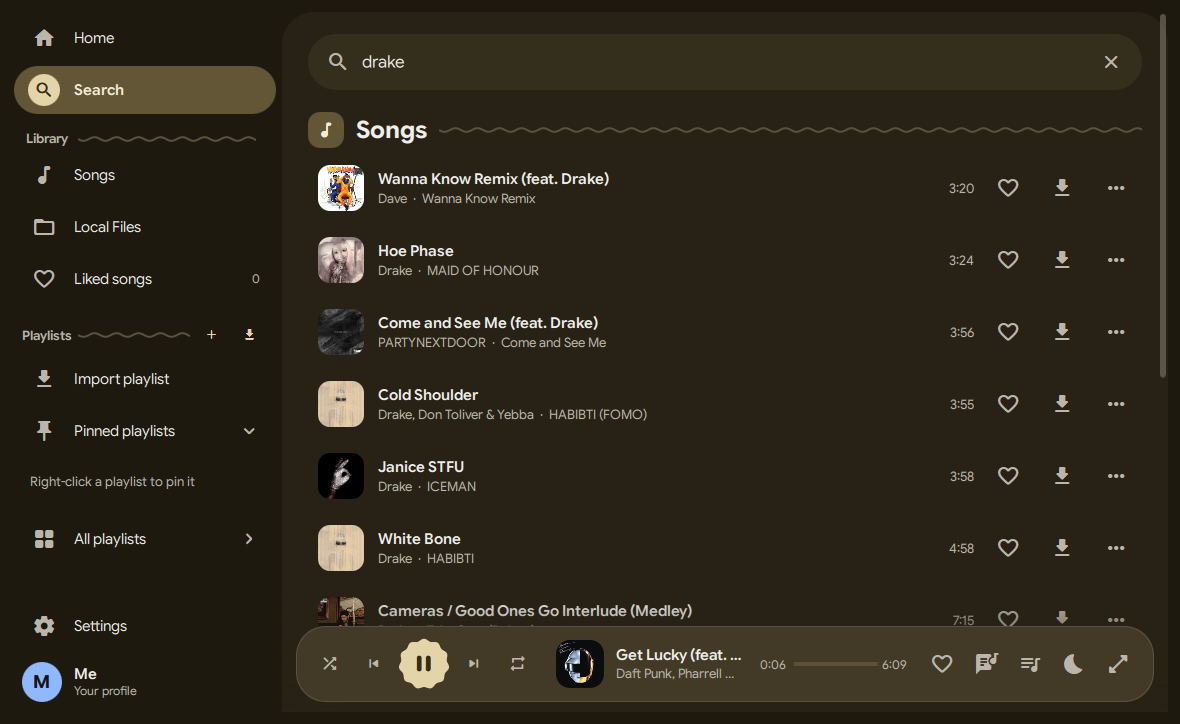 Home
Search
Library
Songs
Local Files
Liked songs 0
Playlists
Import playlist
Pinned playlists
Right-click a playlist to pin it
All playlists
Settings
M
Me
Your profile
drake
Songs
Wanna Know Remix (feat. Drake)
Dave · Wanna Know Remix
3:20
Hoe Phase
Drake · MAID OF HONOUR
3:24
Come and See Me (feat. Drake)
PARTYNEXTDOOR · Come and See Me
3:56
Cold Shoulder
Drake, Don Toliver & Yebba · HABIBTI (FOMO)
3:55
Janice STFU
Drake · ICEMAN
3:58
White Bone
Drake · HABIBTI
4:58
Cameras / Good Ones Go Interlude (Medley)
7:15
Get Lucky (feat. ...
Daft Punk, Pharrell ...
0:06
6:09